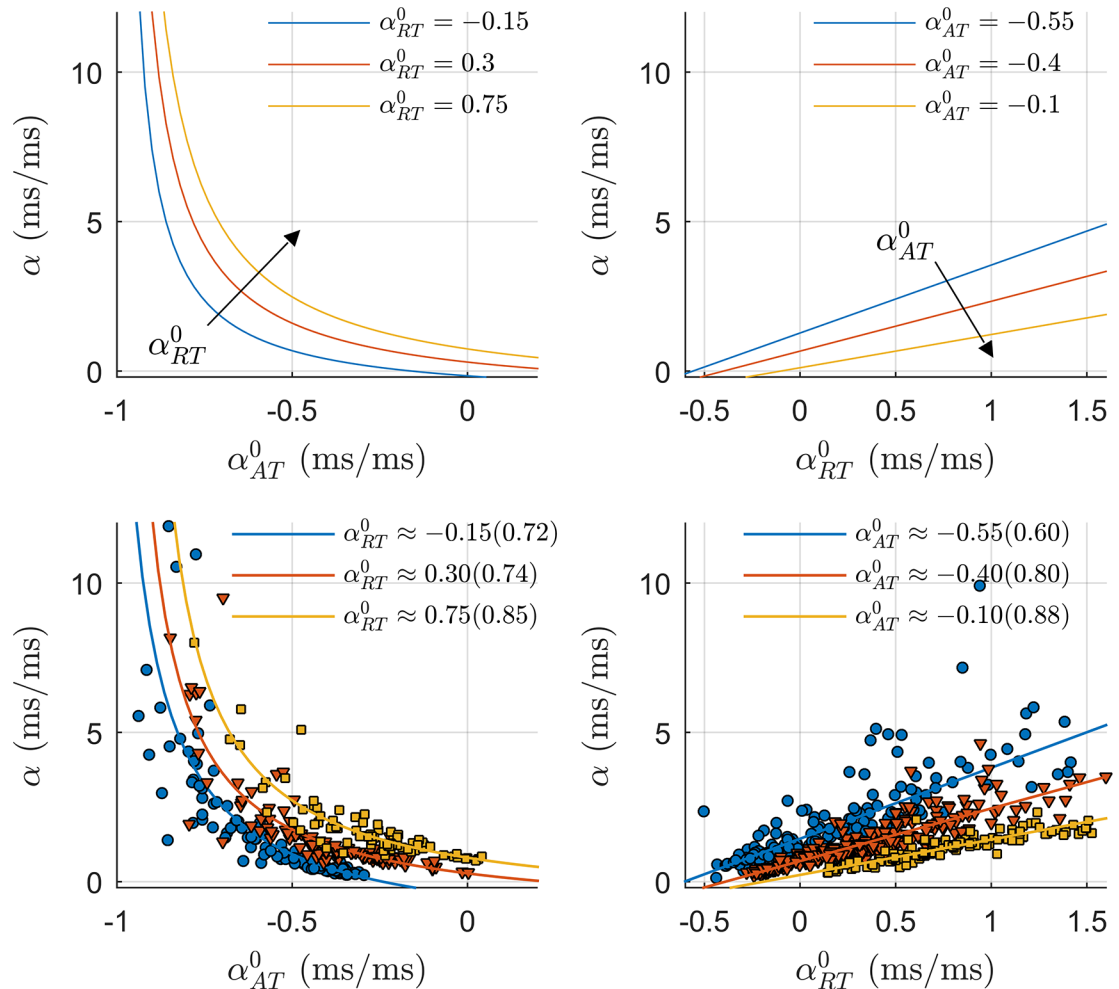 α⁰_RT = −0.15
α⁰_RT = 0.3
α⁰_RT = 0.75
10
5
0
α (ms/ms)
α⁰_RT
-1
-0.5
0
α⁰_AT (ms/ms)
α⁰_AT = −0.55
α⁰_AT = −0.4
α⁰_AT = −0.1
10
5
0
α (ms/ms)
α⁰_AT
-0.5
0
0.5
1
1.5
α⁰_RT (ms/ms)
α⁰_RT ≈ −0.15(0.72)
α⁰_RT ≈ 0.30(0.74)
α⁰_RT ≈ 0.75(0.85)
10
5
0
α (ms/ms)
-1
-0.5
0
α⁰_AT (ms/ms)
α⁰_AT ≈ −0.55(0.60)
α⁰_AT ≈ −0.40(0.80)
α⁰_AT ≈ −0.10(0.88)
10
5
0
α (ms/ms)
-0.5
0
0.5
1
1.5
α⁰_RT (ms/ms)